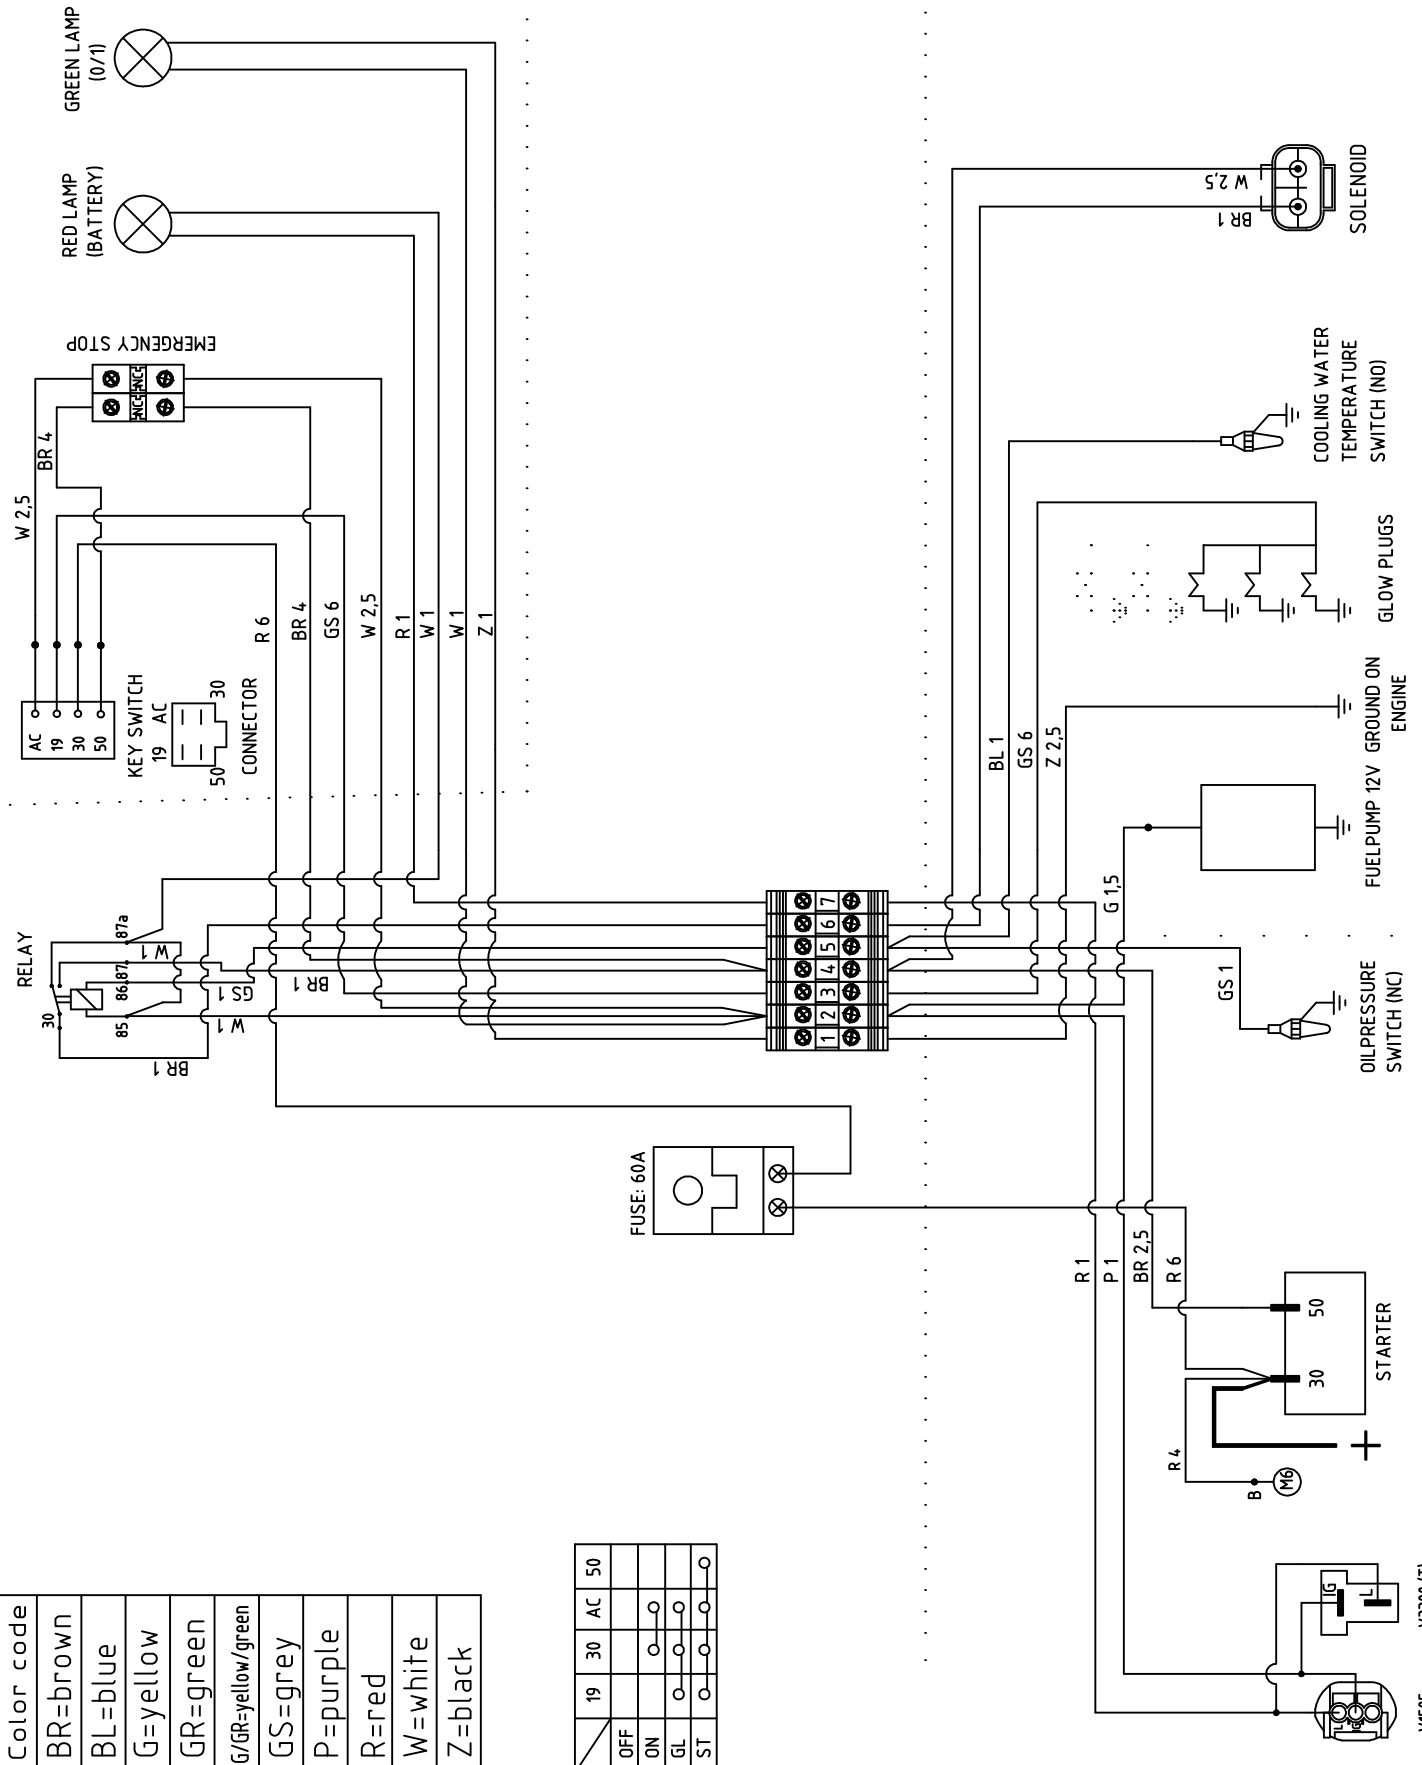 GREEN LAMP
(0/1)
RED LAMP
(BATTERY)
EMERGENCY STOP
NC
NC
W 2,5
BR 4
AC
19
30
50
KEY SWITCH
19 AC
50 30
CONNECTOR
R 6
BR 4
GS 6
W 2,5
R 1
W 1
W 1
Z 1
RELAY
30
85
86
87
87a
W 1
GS 1
W 1
BR 1
BR 1
1
2
3
4
5
6
7
FUSE: 60A
W 2,5
BR 1
SOLENOID
COOLING WATER
TEMPERATURE
SWITCH (NO)
GLOW PLUGS
GROUND ON
ENGINE
FUELPUMP 12V
BL 1
GS 6
Z 2,5
G 1,5
GS 1
OILPRESSURE
SWITCH (NC)
R 1
P 1
BR 2,5
R 6
50
30
STARTER
R 4
B
M6
+
IG
L
L
IG
Color code
BR=brown
BL=blue
G=yellow
GR=green
G/GR=yellow/green
GS=grey
P=purple
R=red
W=white
Z=black
19 30 AC 50
OFF
ON
GL
ST